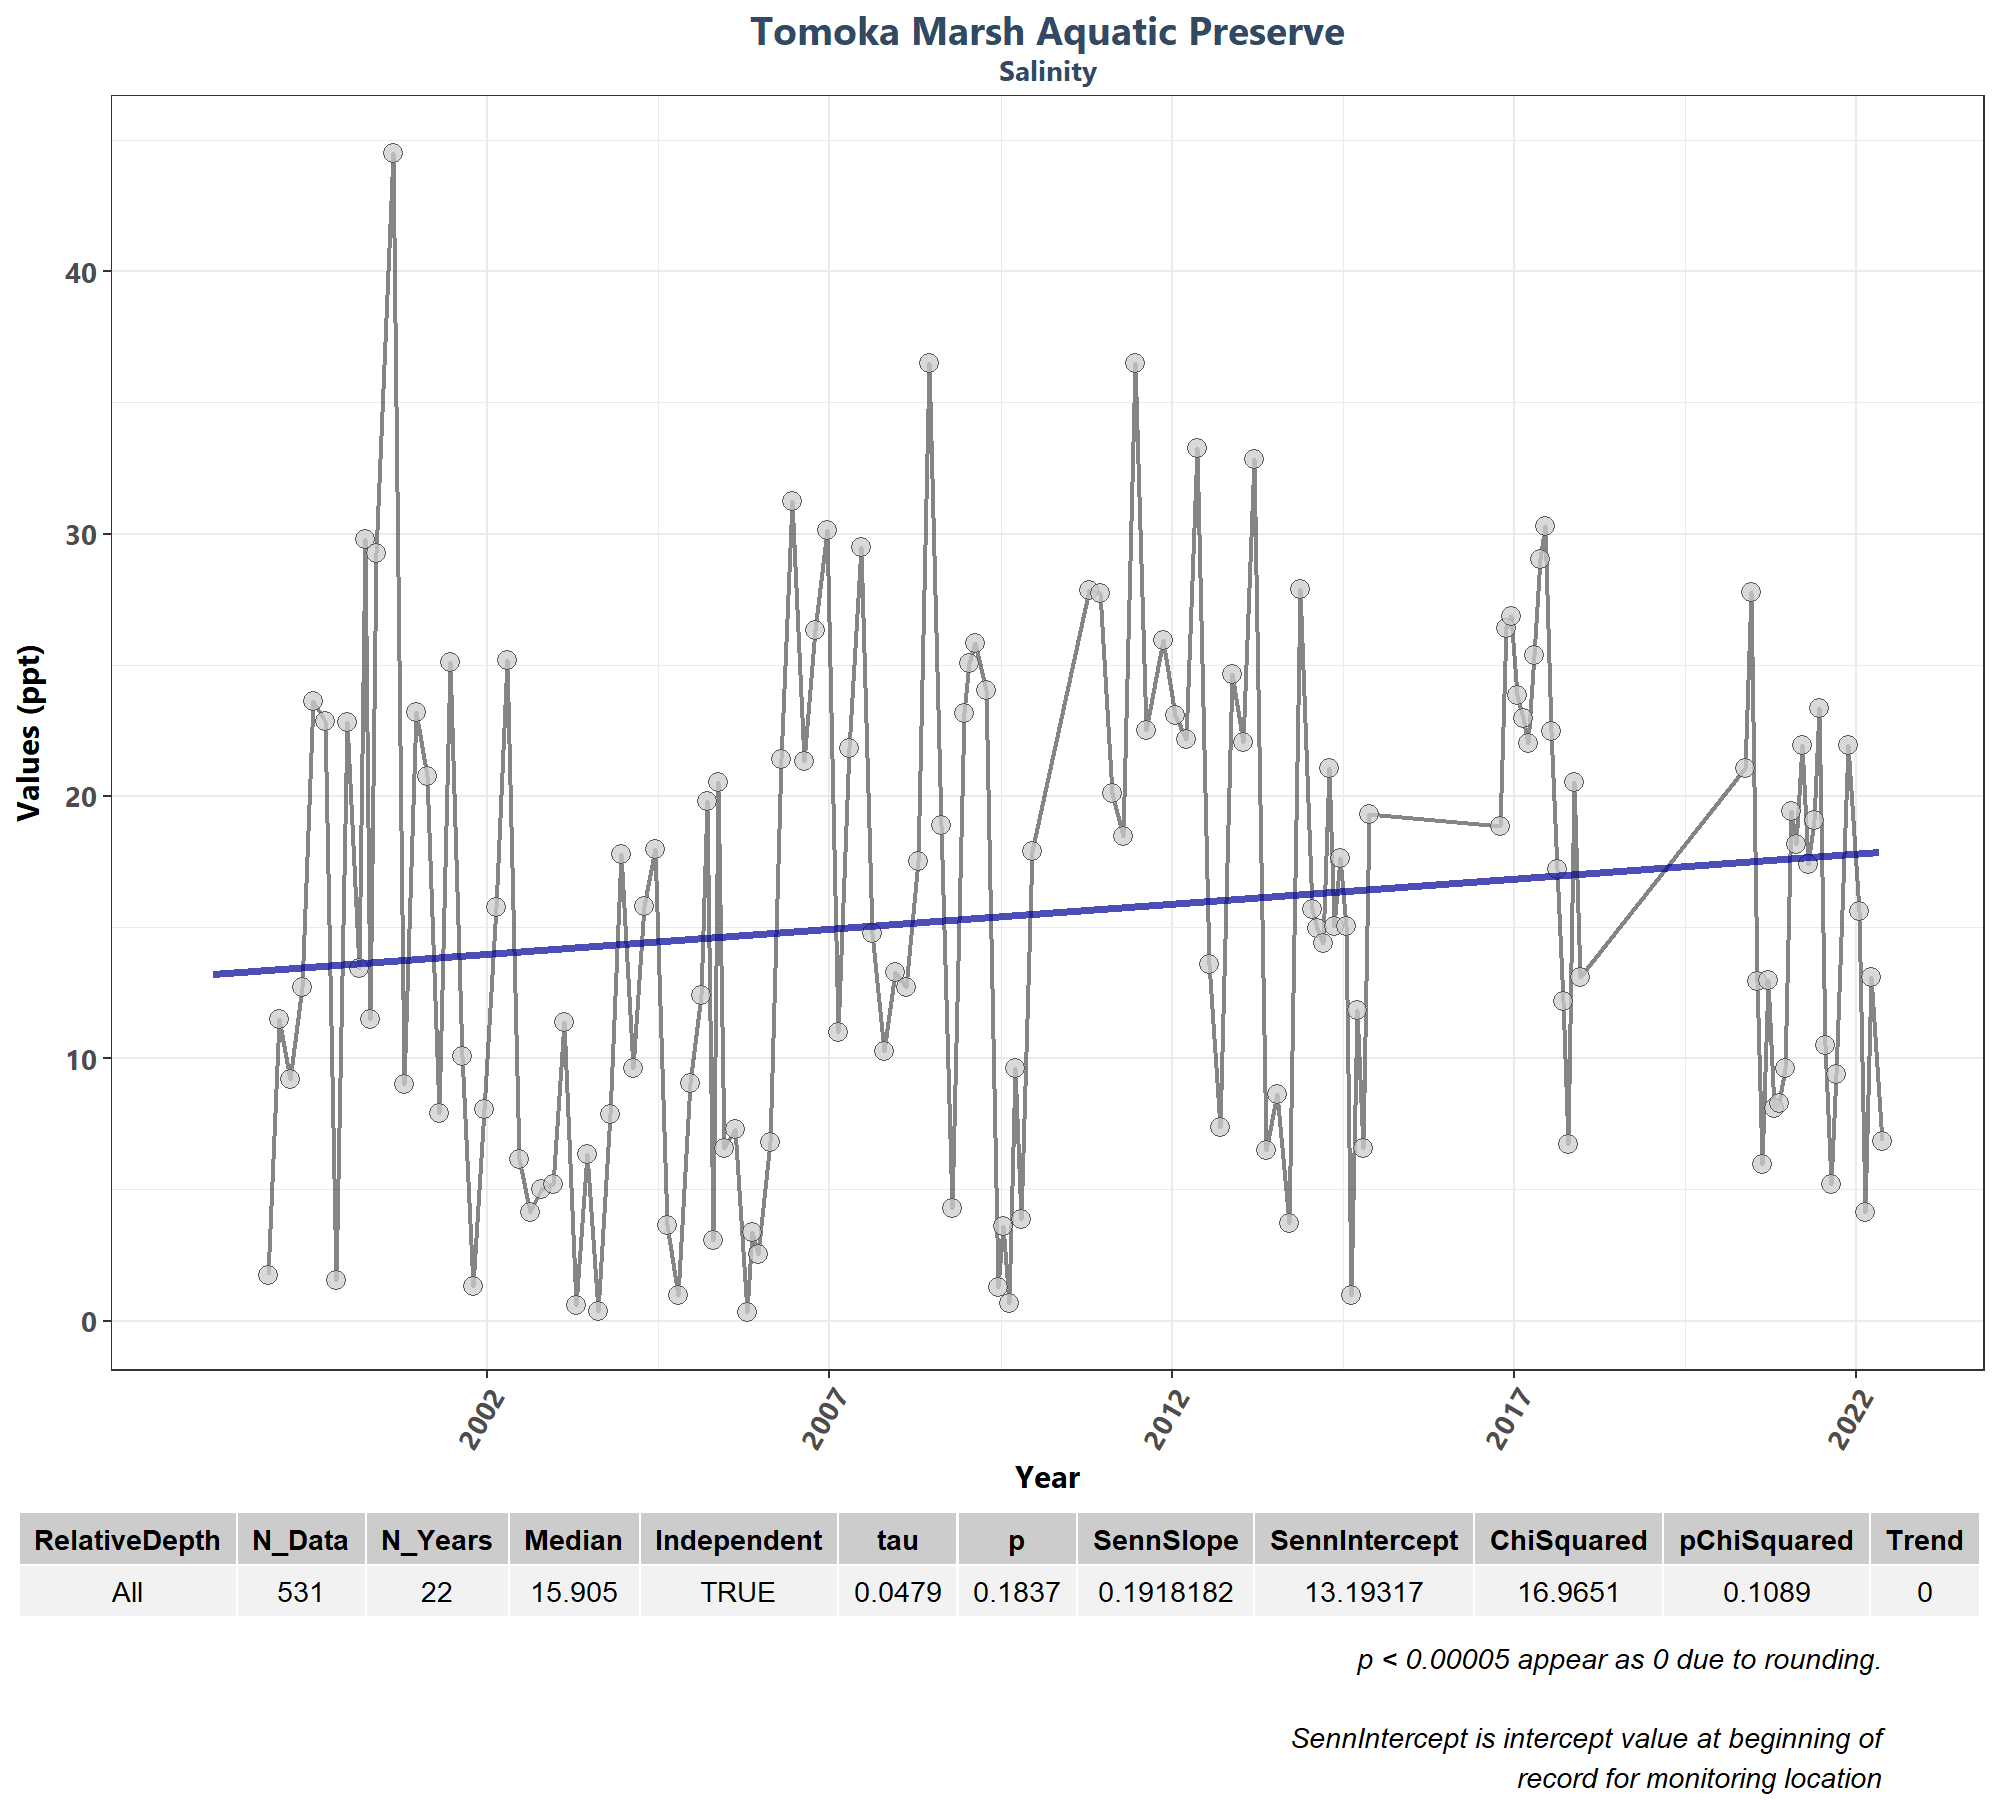 Tomoka Marsh Aquatic Preserve
Salinity
Values (ppt)
40
30
20
10
0
2002 2007 2012 2017 2022
Year
RelativeDepth N_Data N_Years Median Independent tau p SennSlope SennIntercept ChiSquared pChiSquared Trend
All 531 22 15.905 TRUE 0.0479 0.1837 0.1918182 13.19317 16.9651 0.1089 0
p < 0.00005 appear as 0 due to rounding.
SennIntercept is intercept value at beginning of
record for monitoring location